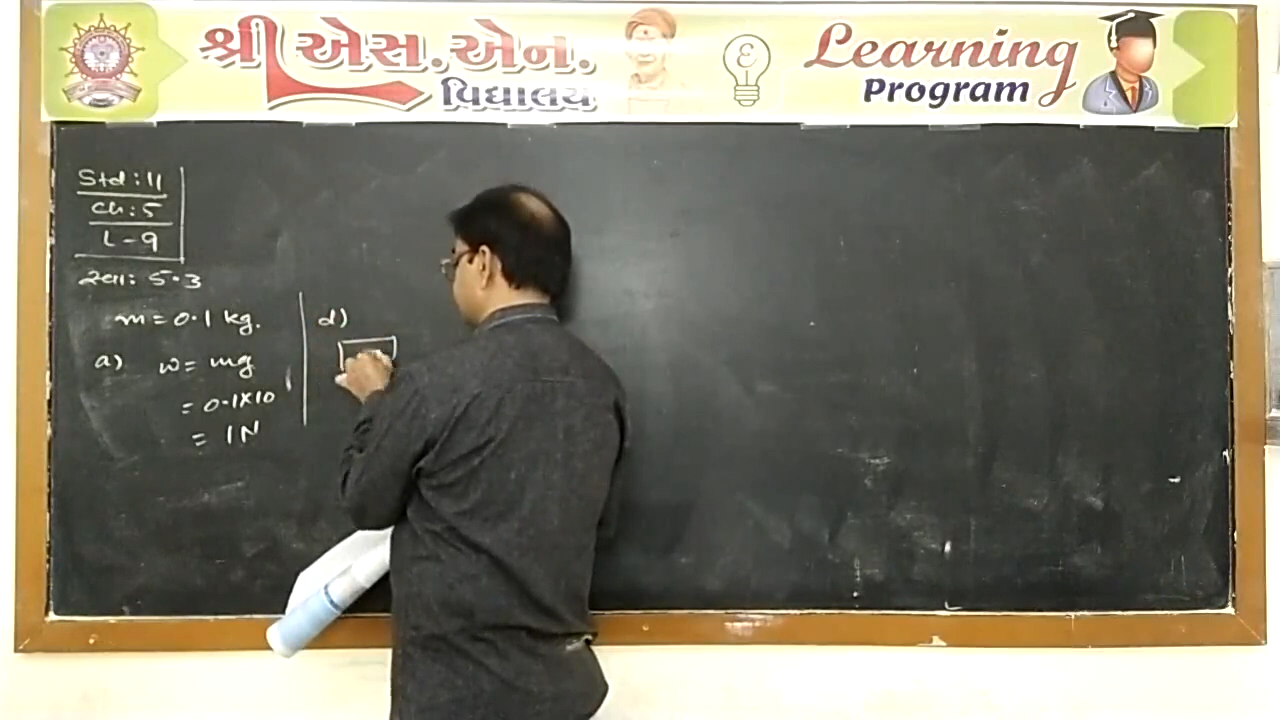 શ્રી એસ.એન.
વિદ્યાલય
Learning
Program
Std : 11
Ch : 5
L - 9
સ્વા: 5.3
m = 0.1 kg.
a) w = mg
= 0.1×10
= 1N
d)